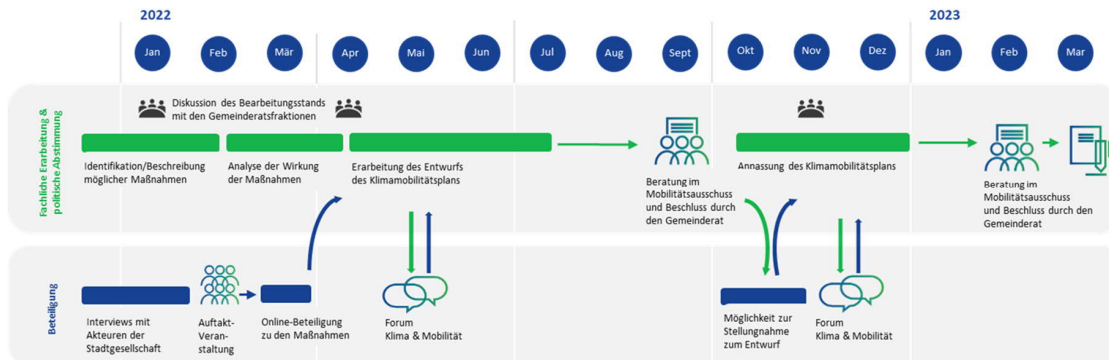 2022
2023
Jan
Feb
Mär
Apr
Mai
Jun
Jul
Aug
Sept
Okt
Nov
Dez
Jan
Feb
Mar
Fachliche Erarbeitung &
politische Abstimmung
Diskussion des Bearbeitungsstands
mit den Gemeinderatsfraktionen
Identifikation/Beschreibung
möglicher Maßnahmen
Analyse der Wirkung
der Maßnahmen
Erarbeitung des Entwurfs
des Klimamobilitätsplans
Beratung im
Mobilitätsausschuss
und Beschluss durch
den Gemeinderat
Annassung des Klimamobilitätsplans
Beratung im
Mobilitätsausschuss
und Beschluss durch den
Gemeinderat
Beteiligung
Interviews mit
Akteuren der
Stadtgesellschaft
Auftakt-
Veran-
staltung
Online-Beteiligung
zu den Maßnahmen
Forum
Klima & Mobilität
Möglichkeit zur
Stellungnahme
zum Entwurf
Forum
Klima & Mobilität